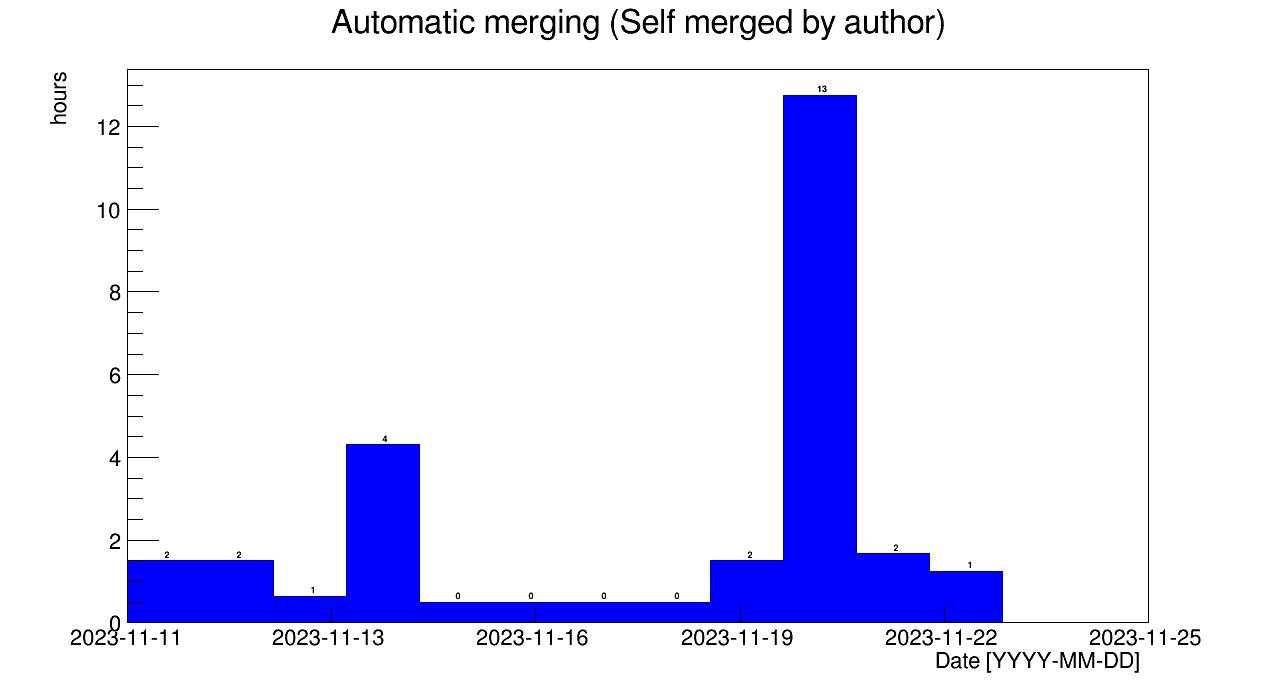 Automatic merging (Self merged by author)
hours
12
10
8
6
4
2
0
13
4
2 2 1 0 0 0 0 2 2 1
2023-11-11 2023-11-13 2023-11-16 2023-11-19 2023-11-22 2023-11-25
Date [YYYY-MM-DD]